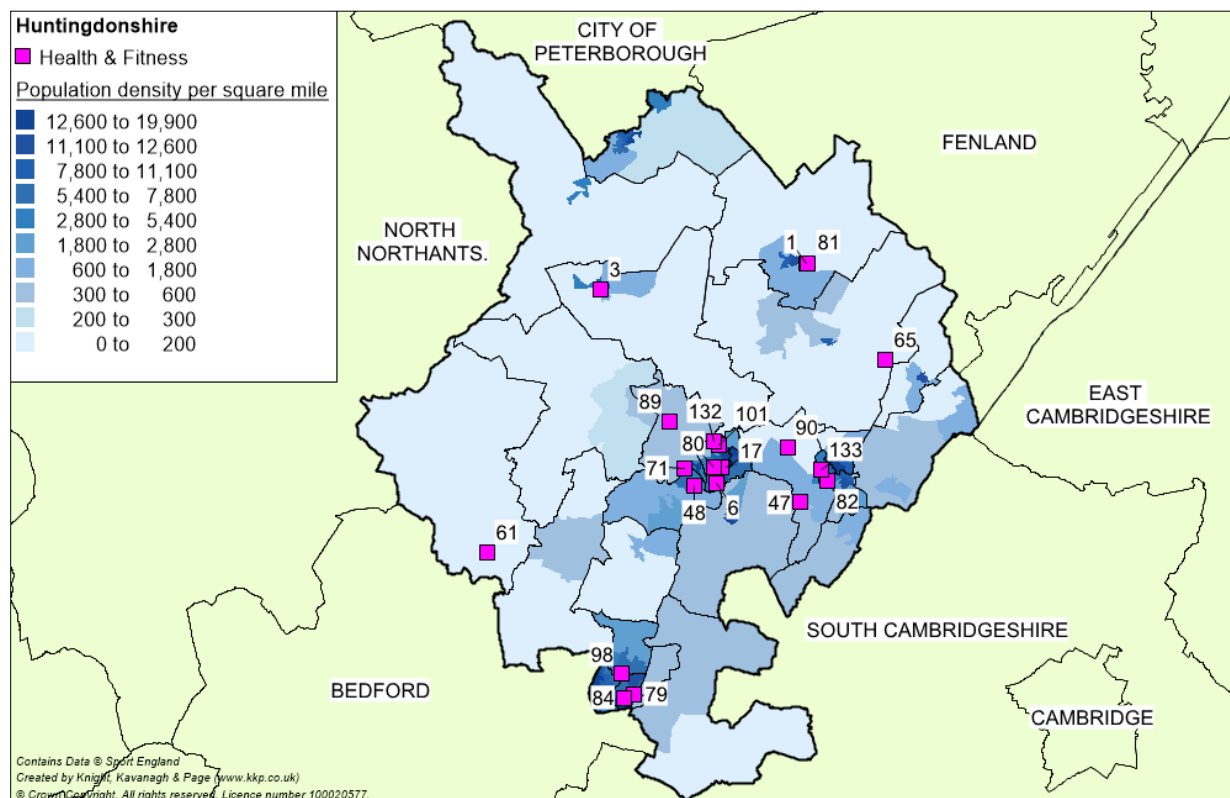 Huntingdonshire
Health & Fitness
Population density per square mile
12,600 to 19,900
11,100 to 12,600
7,800 to 11,100
5,400 to 7,800
2,800 to 5,400
1,800 to 2,800
600 to 1,800
300 to 600
200 to 300
0 to 200
CITY OF
PETERBOROUGH
FENLAND
NORTH
NORTHANTS.
1
81
3
65
EAST
CAMBRIDGESHIRE
89
132
101
90
80
17
133
71
48
6
47
82
61
SOUTH CAMBRIDGESHIRE
98
BEDFORD
84
79
CAMBRIDGE
Contains Data © Sport England
Created by Knight, Kavanagh & Page (www.kkp.co.uk)
© Crown Copyright. All rights reserved. Licence number 100020577.